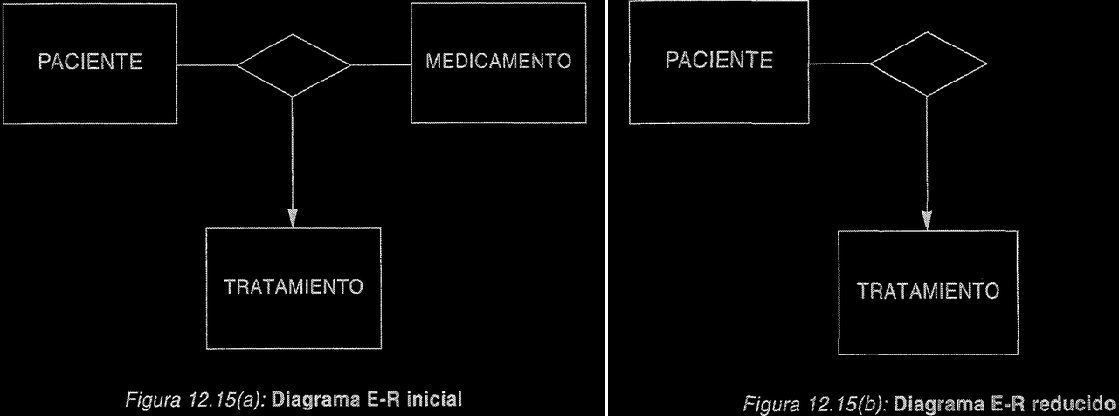 PACIENTE
MEDICAMENTO
TRATAMIENTO
Figura 12.15(a): Diagrama E-R inicial
PACIENTE
TRATAMIENTO
Figura 12.15(b): Diagrama E-R reducido